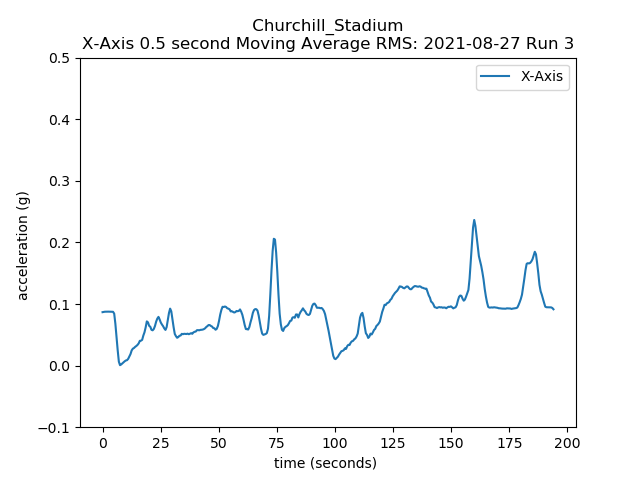 Churchill_Stadium
X-Axis 0.5 second Moving Average RMS: 2021-08-27 Run 3
X-Axis
acceleration (g)
0.5
0.4
0.3
0.2
0.1
0.0
−0.1
0 25 50 75 100 125 150 175 200
time (seconds)